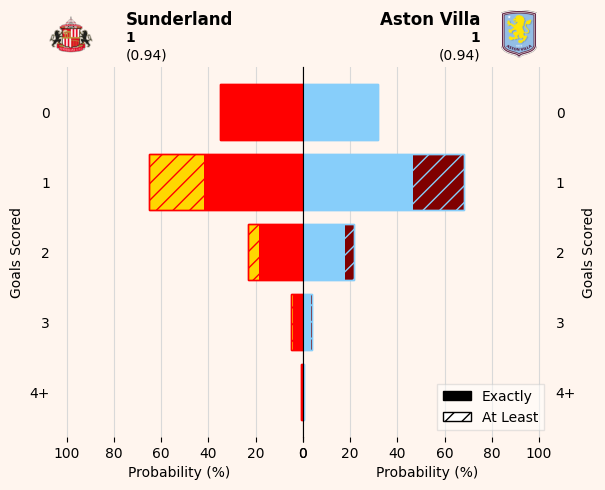 Sunderland
1
(0.94)
Aston Villa
1
(0.94)
Goals Scored
0
1
2
3
4+
0
1
2
3
4+
Goals Scored
Exactly
At Least
100 80 60 40 20 0 0 20 40 60 80 100
Probability (%)
Probability (%)